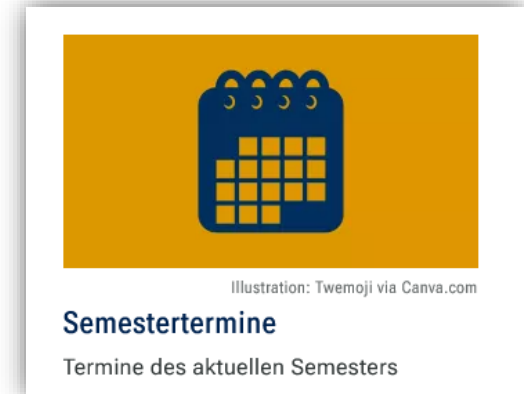 Illustration: Twemoji via Canva.com
Semestertermine
Termine des aktuellen Semesters